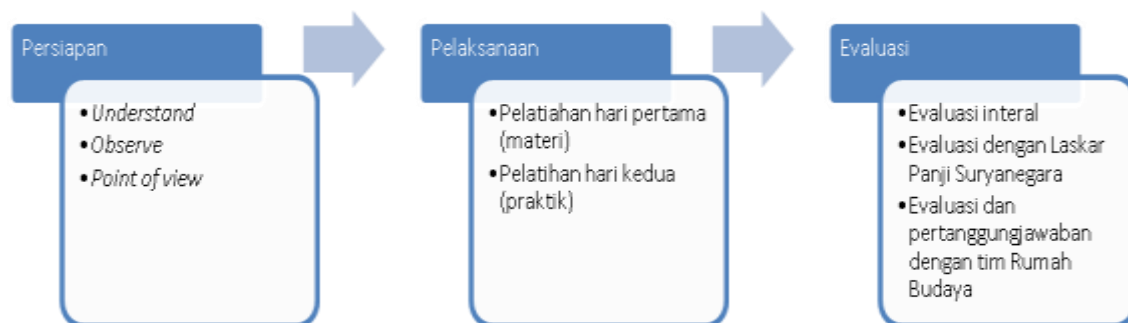 Persiapan
• Understand
• Observe
• Point of view
Pelaksanaan
• Pelatiahan hari pertama
(materi)
• Pelatihan hari kedua
(praktik)
Evaluasi
• Evaluasi interal
• Evaluasi dengan Laskar
Panji Suryanegara
• Evaluasi dan
pertanggungjawaban
dengan tim Rumah
Budaya